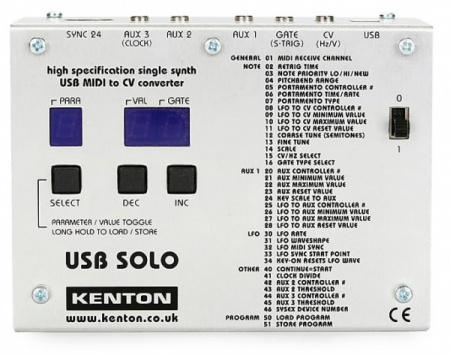 SYNC 24
AUX 3
(CLOCK)
AUX 2
AUX 1
GATE
(S-TRIG)
CV
(Hz/V)
USB
high specification single synth
USB MIDI to CV converter
PARA
VAL
GATE
SELECT
DEC
INC
PARAMETER / VALUE TOGGLE
LONG HOLD TO LOAD / STORE
USB SOLO
KENTON
www.kenton.co.uk
GENERAL 01 MIDI RECEIVE CHANNEL
NOTE 02 RETRIG TIME
03 NOTE PRIORITY LO/HI/NEW
04 PITCHBEND RANGE
05 PORTAMENTO CONTROLLER #
06 PORTAMENTO TIME/RATE
07 PORTAMENTO TYPE
08 LFO TO CV CONTROLLER #
09 LFO TO CV MINIMUM VALUE
10 LFO TO CV MAXIMUM VALUE
11 LFO TO CV RESET VALUE
12 COARSE TUNE (SEMITONES)
13 FINE TUNE
14 SCALE
15 CV/HZ SELECT
16 GATE TYPE SELECT
AUX 1 20 AUX CONTROLLER #
21 AUX MINIMUM VALUE
22 AUX MAXIMUM VALUE
23 AUX RESET VALUE
24 KEY SCALE TO AUX
25 LFO TO AUX CONTROLLER #
26 LFO TO AUX MINIMUM VALUE
27 LFO TO AUX MAXIMUM VALUE
28 LFO TO AUX RESET VALUE
LFO 30 LFO RATE
31 LFO WAVESHAPE
32 LFO MIDI SYNC
33 LFO SYNC START POINT
34 KEY-ON RESETS LFO WAVE
OTHER 40 CONTINUE=START
41 CLOCK DIVIDE
42 AUX 2 CONTROLLER #
43 AUX 2 THRESHOLD
44 AUX 3 CONTROLLER #
45 AUX 3 THRESHOLD
46 SYSEX DEVICE NUMBER
PROGRAM 50 LOAD PROGRAM
51 STORE PROGRAM
0
1
CE